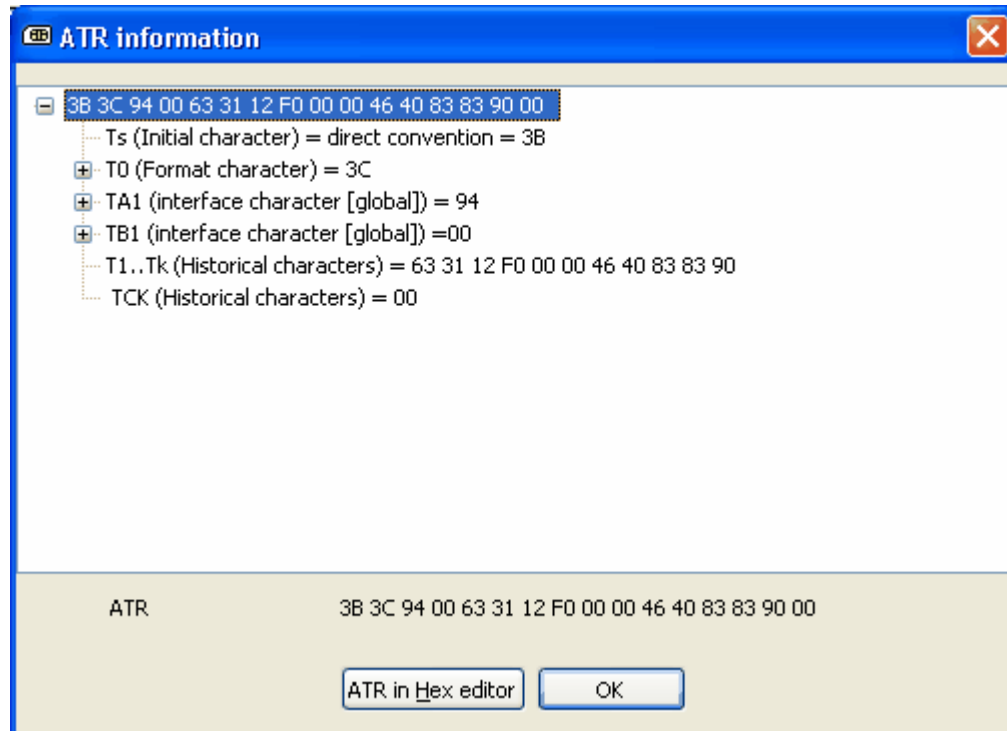 ATR information
3B 3C 94 00 63 31 12 F0 00 00 46 40 83 83 90 00
Ts (Initial character) = direct convention = 3B
T0 (Format character) = 3C
TA1 (interface character [global]) = 94
TB1 (interface character [global]) =00
T1..Tk (Historical characters) = 63 31 12 F0 00 00 46 40 83 83 90
TCK (Historical characters) = 00
ATR 3B 3C 94 00 63 31 12 F0 00 00 46 40 83 83 90 00
ATR in Hex editor OK